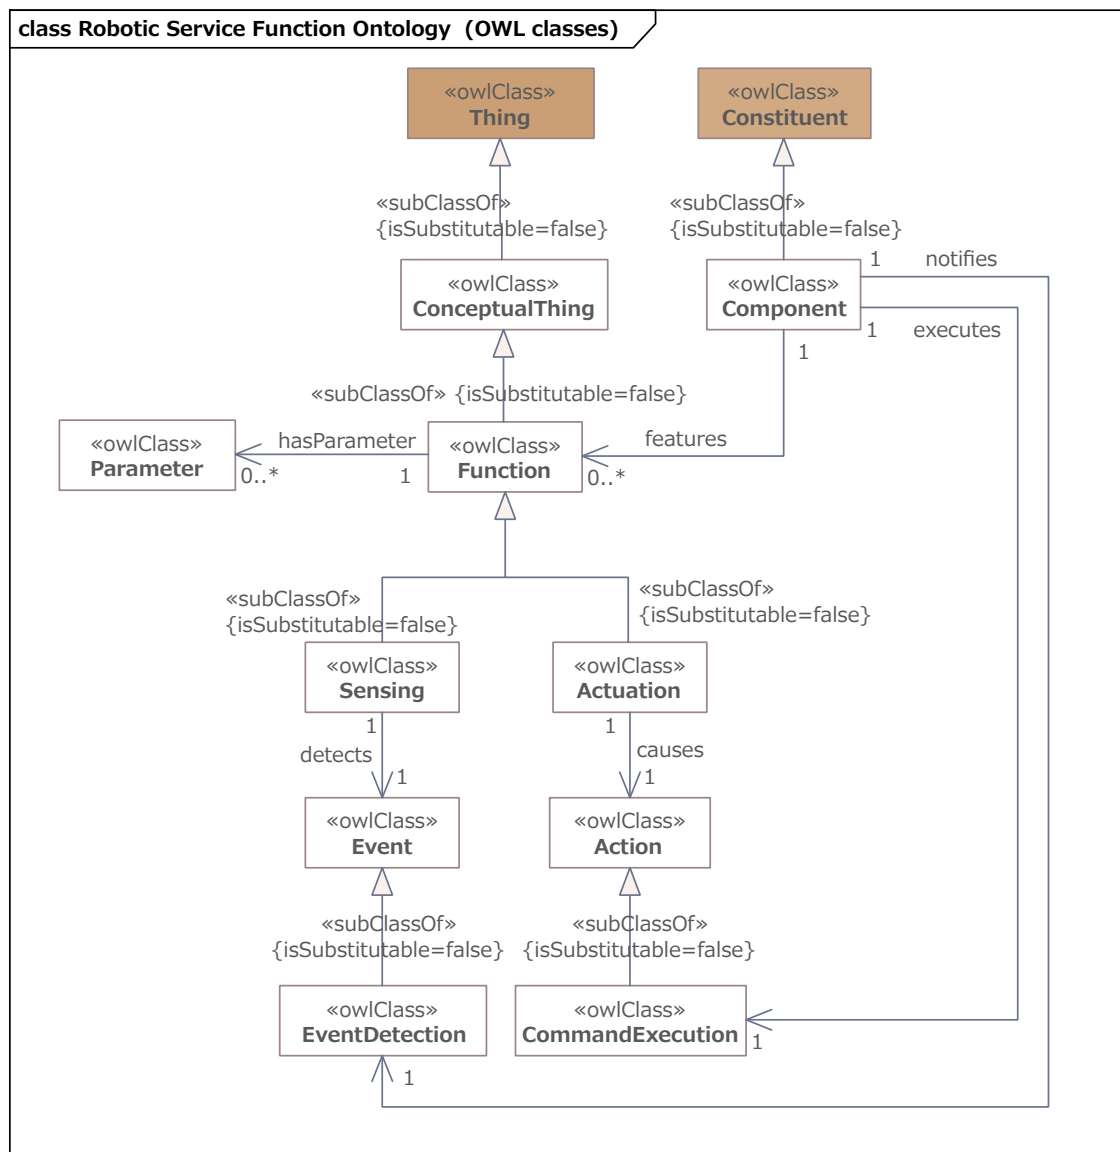 class Robotic Service Function Ontology (OWL classes)
«owlClass»
Thing
«owlClass»
Constituent
«subClassOf»
{isSubstitutable=false}
«subClassOf»
{isSubstitutable=false}
«owlClass»
ConceptualThing
«owlClass»
Component
1
notifies
1
executes
1
«subClassOf» {isSubstitutable=false}
«owlClass»
Parameter
hasParameter
0..*
1
«owlClass»
Function
features
0..*
«subClassOf»
{isSubstitutable=false}
«subClassOf»
{isSubstitutable=false}
«owlClass»
Sensing
«owlClass»
Actuation
1
detects
1
1
causes
1
«owlClass»
Event
«owlClass»
Action
«subClassOf»
{isSubstitutable=false}
«subClassOf»
{isSubstitutable=false}
«owlClass»
EventDetection
«owlClass»
CommandExecution
1
1